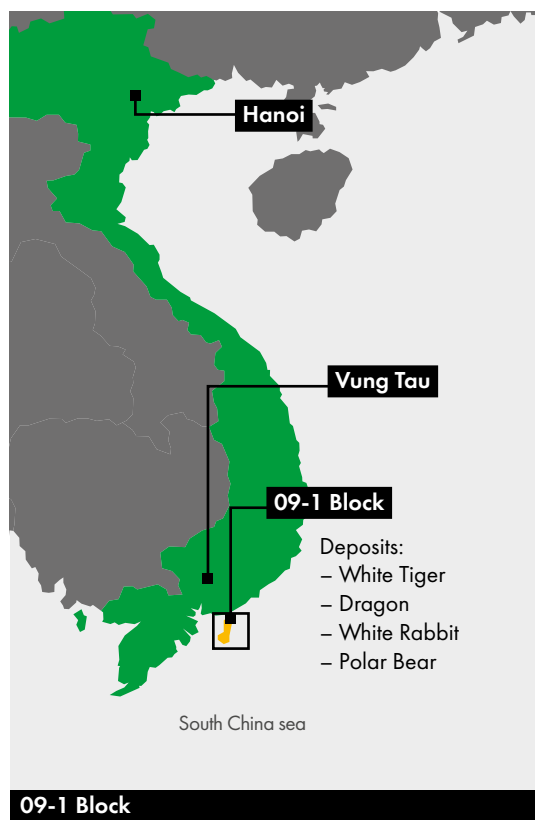 Hanoi
Vung Tau
09-1 Block
Deposits:
– White Tiger
– Dragon
– White Rabbit
– Polar Bear
South China sea
09-1 Block